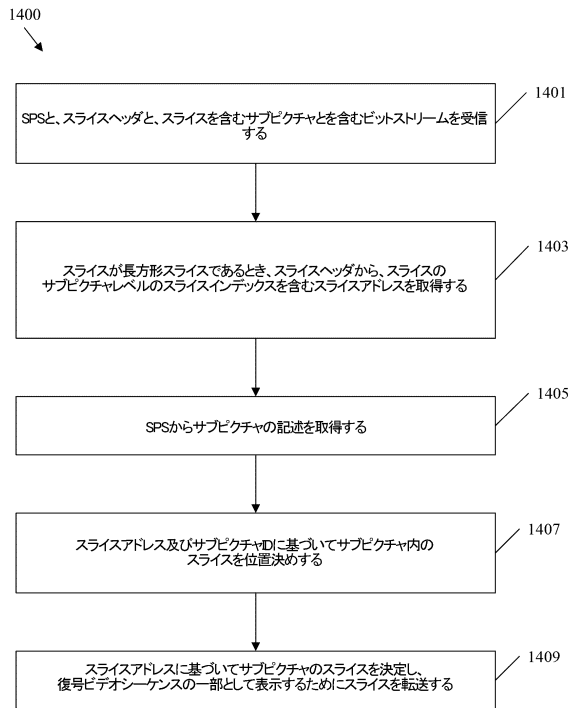 1400
1401
SPSと、スライスヘッダと、スライスを含むサブピクチャとを含むビットストリームを受信
する
1403
スライスが長方形スライスであるとき、スライスヘッダから、スライスの
サブピクチャレベルのスライスインデックスを含むスライスアドレスを取得する
1405
SPSからサブピクチャの記述を取得する
1407
スライスアドレス及びサブピクチャIDに基づいてサブピクチャ内の
スライスを位置決めする
1409
スライスアドレスに基づいてサブピクチャのスライスを決定し、
復号ビデオシーケンスの一部として表示するためにスライスを転送する